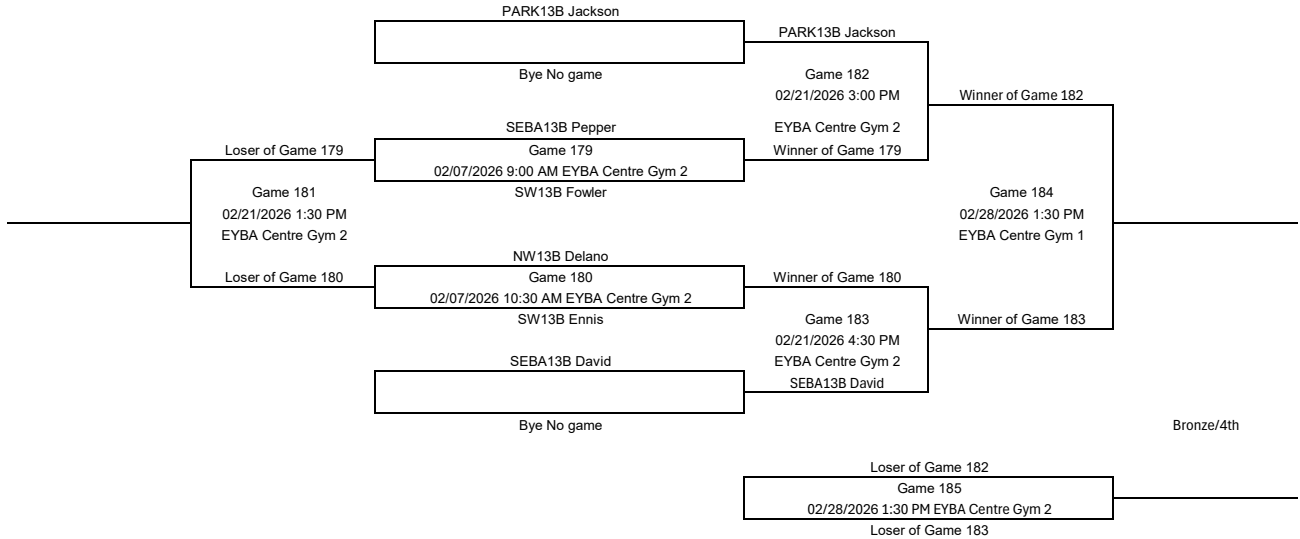 PARK13B Jackson
PARK13B Jackson
Bye No game
Game 182
02/21/2026 3:00 PM
Winner of Game 182
SEBA13B Pepper
EYBA Centre Gym 2
Loser of Game 179
Game 179
Winner of Game 179
02/07/2026 9:00 AM EYBA Centre Gym 2
Game 181
SW13B Fowler
Game 184
02/21/2026 1:30 PM
02/28/2026 1:30 PM
EYBA Centre Gym 2
EYBA Centre Gym 1
NW13B Delano
Loser of Game 180
Game 180
Winner of Game 180
02/07/2026 10:30 AM EYBA Centre Gym 2
SW13B Ennis
Game 183
Winner of Game 183
02/21/2026 4:30 PM
SEBA13B David
EYBA Centre Gym 2
SEBA13B David
Bye No game
Bronze/4th
Loser of Game 182
Game 185
02/28/2026 1:30 PM EYBA Centre Gym 2
Loser of Game 183